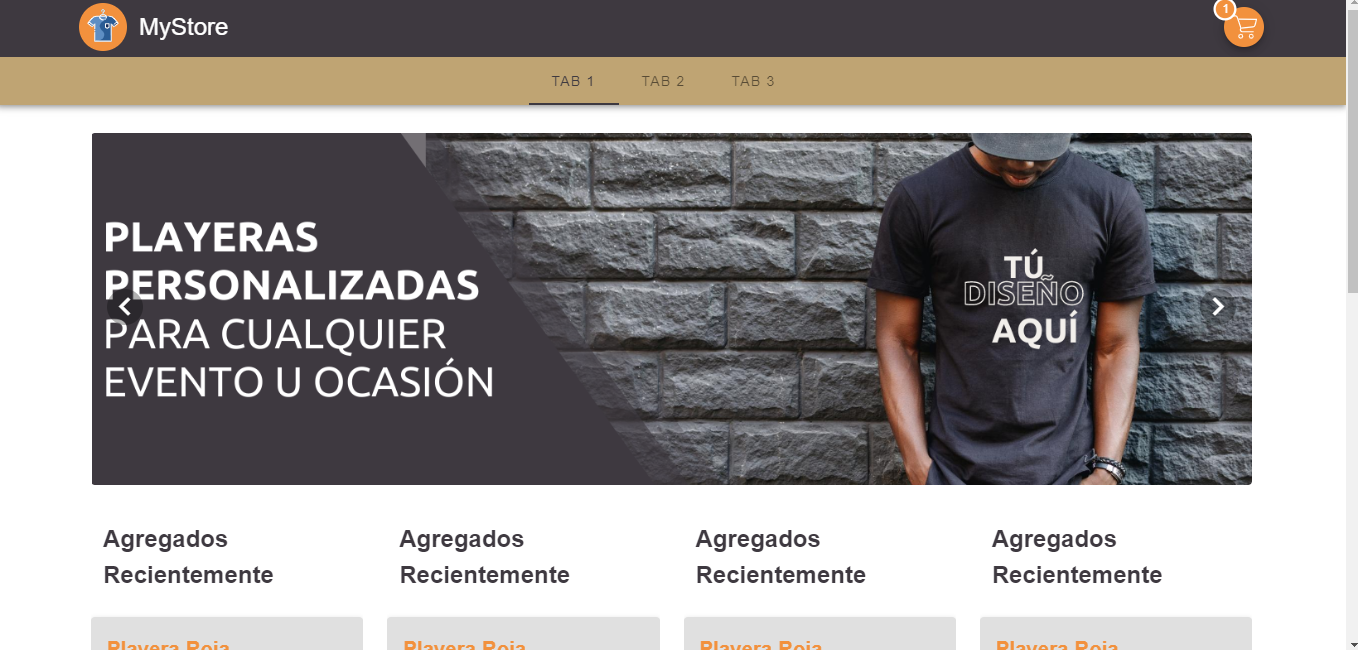 MyStore
1
TAB 1 TAB 2 TAB 3
PLAYERAS
PERSONALIZADAS
PARA CUALQUIER
EVENTO U OCASIÓN
TÚ
DISEÑO
AQUÍ
Agregados
Recientemente
Agregados
Recientemente
Agregados
Recientemente
Agregados
Recientemente
Playera Roja
Playera Roja
Playera Roja
Playera Roja